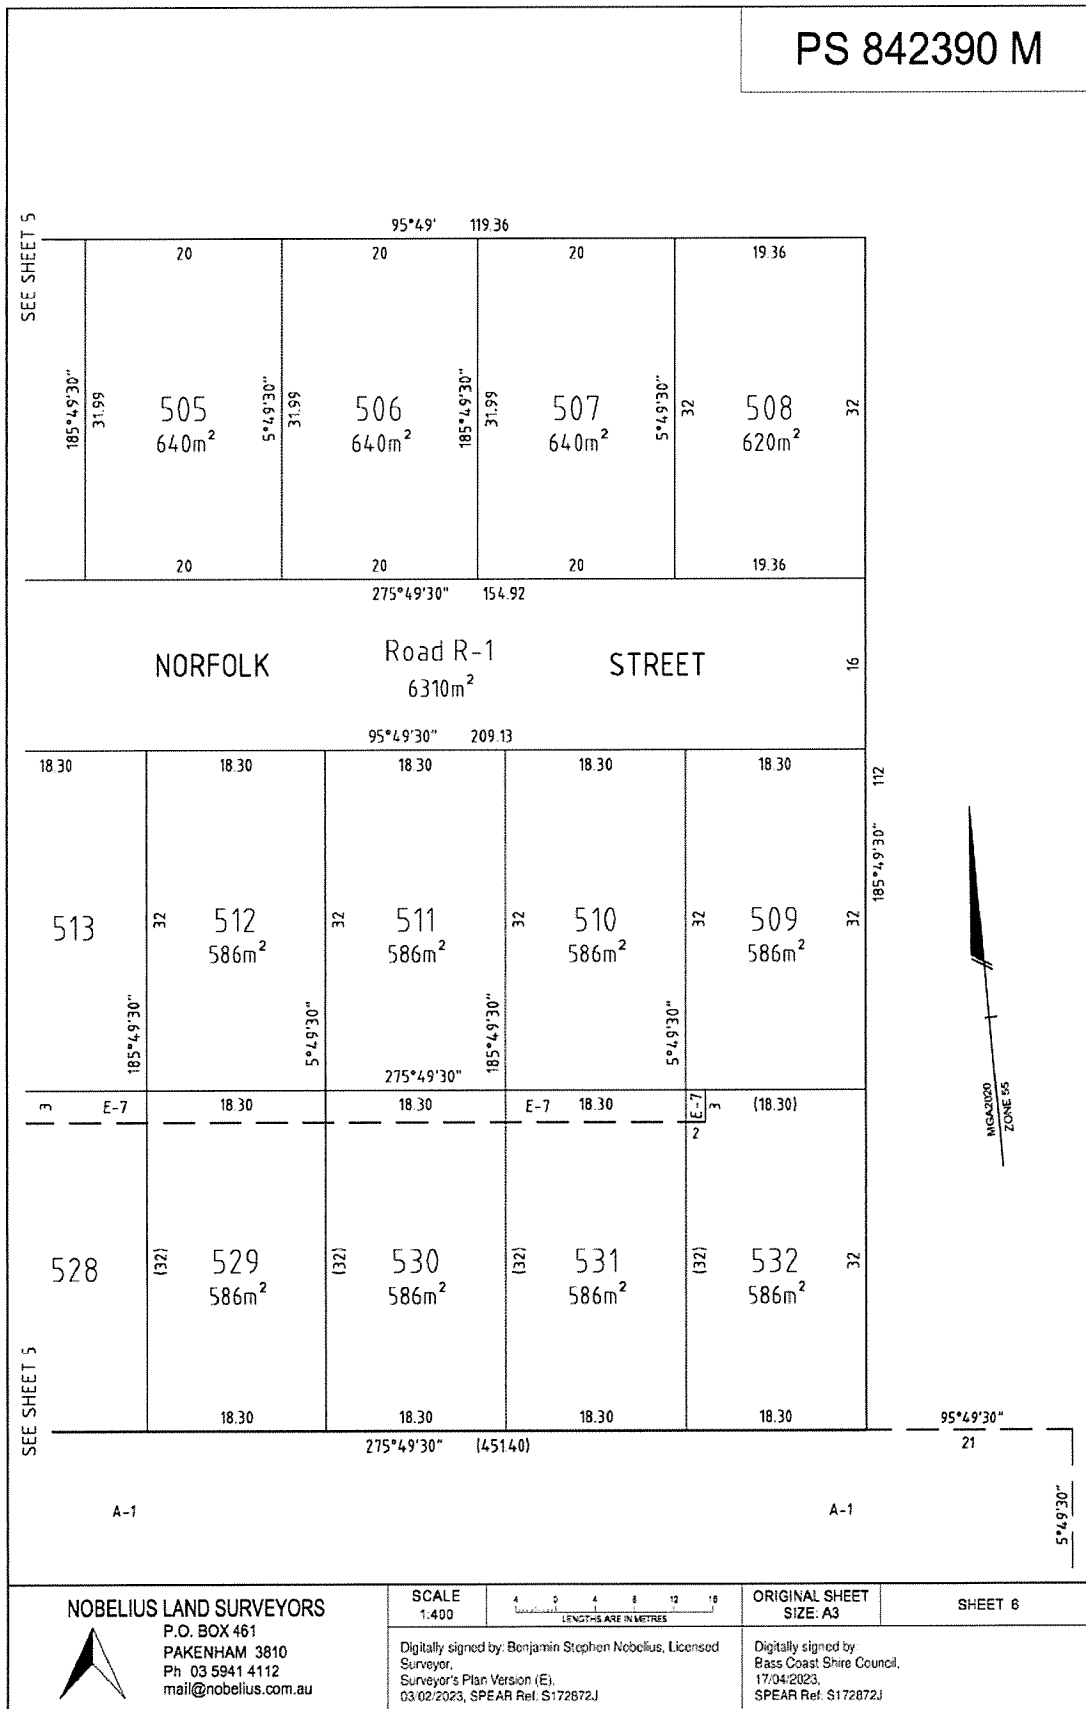 PS 842390 M
SEE SHEET 5
95°49' 119.36
20 20 20 19.36
185°49'30" 31.99 5°49'30" 31.99 185°49'30" 31.99 5°49'30" 32 32
505 506 507 508
640m² 640m² 640m² 620m²
20 20 20 19.36
275°49'30" 154.92
NORFOLK Road R-1 STREET 16
6310m²
95°49'30" 209.13
18.30 18.30 18.30 18.30 18.30
112
185°49'30"
513 32 512 32 511 32 510 32 509 32
586m² 586m² 586m² 586m²
185°49'30" 5°49'30" 185°49'30" 5°49'30"
275°49'30"
3 E-7 18.30 18.30 E-7 18.30 E-7 3 (18.30)
2
MGA2020
ZONE 55
528 (32) 529 (32) 530 (32) 531 (32) 532 32
586m² 586m² 586m² 586m²
SEE SHEET 5
18.30 18.30 18.30 18.30
275°49'30" (451.40)
95°49'30"
21
5°49'30"
A-1 A-1
NOBELIUS LAND SURVEYORS
P.O. BOX 461
PAKENHAM 3810
Ph 03 5941 4112
mail@nobelius.com.au
SCALE
1:400
4 0 4 8 12 16
LENGTHS ARE IN METRES
ORIGINAL SHEET
SIZE: A3
SHEET 6
Digitally signed by: Benjamin Stephen Nobelius, Licensed
Surveyor,
Surveyor's Plan Version (E),
03/02/2023, SPEAR Ref: S172872J
Digitally signed by:
Bass Coast Shire Council,
17/04/2023,
SPEAR Ref: S172872J